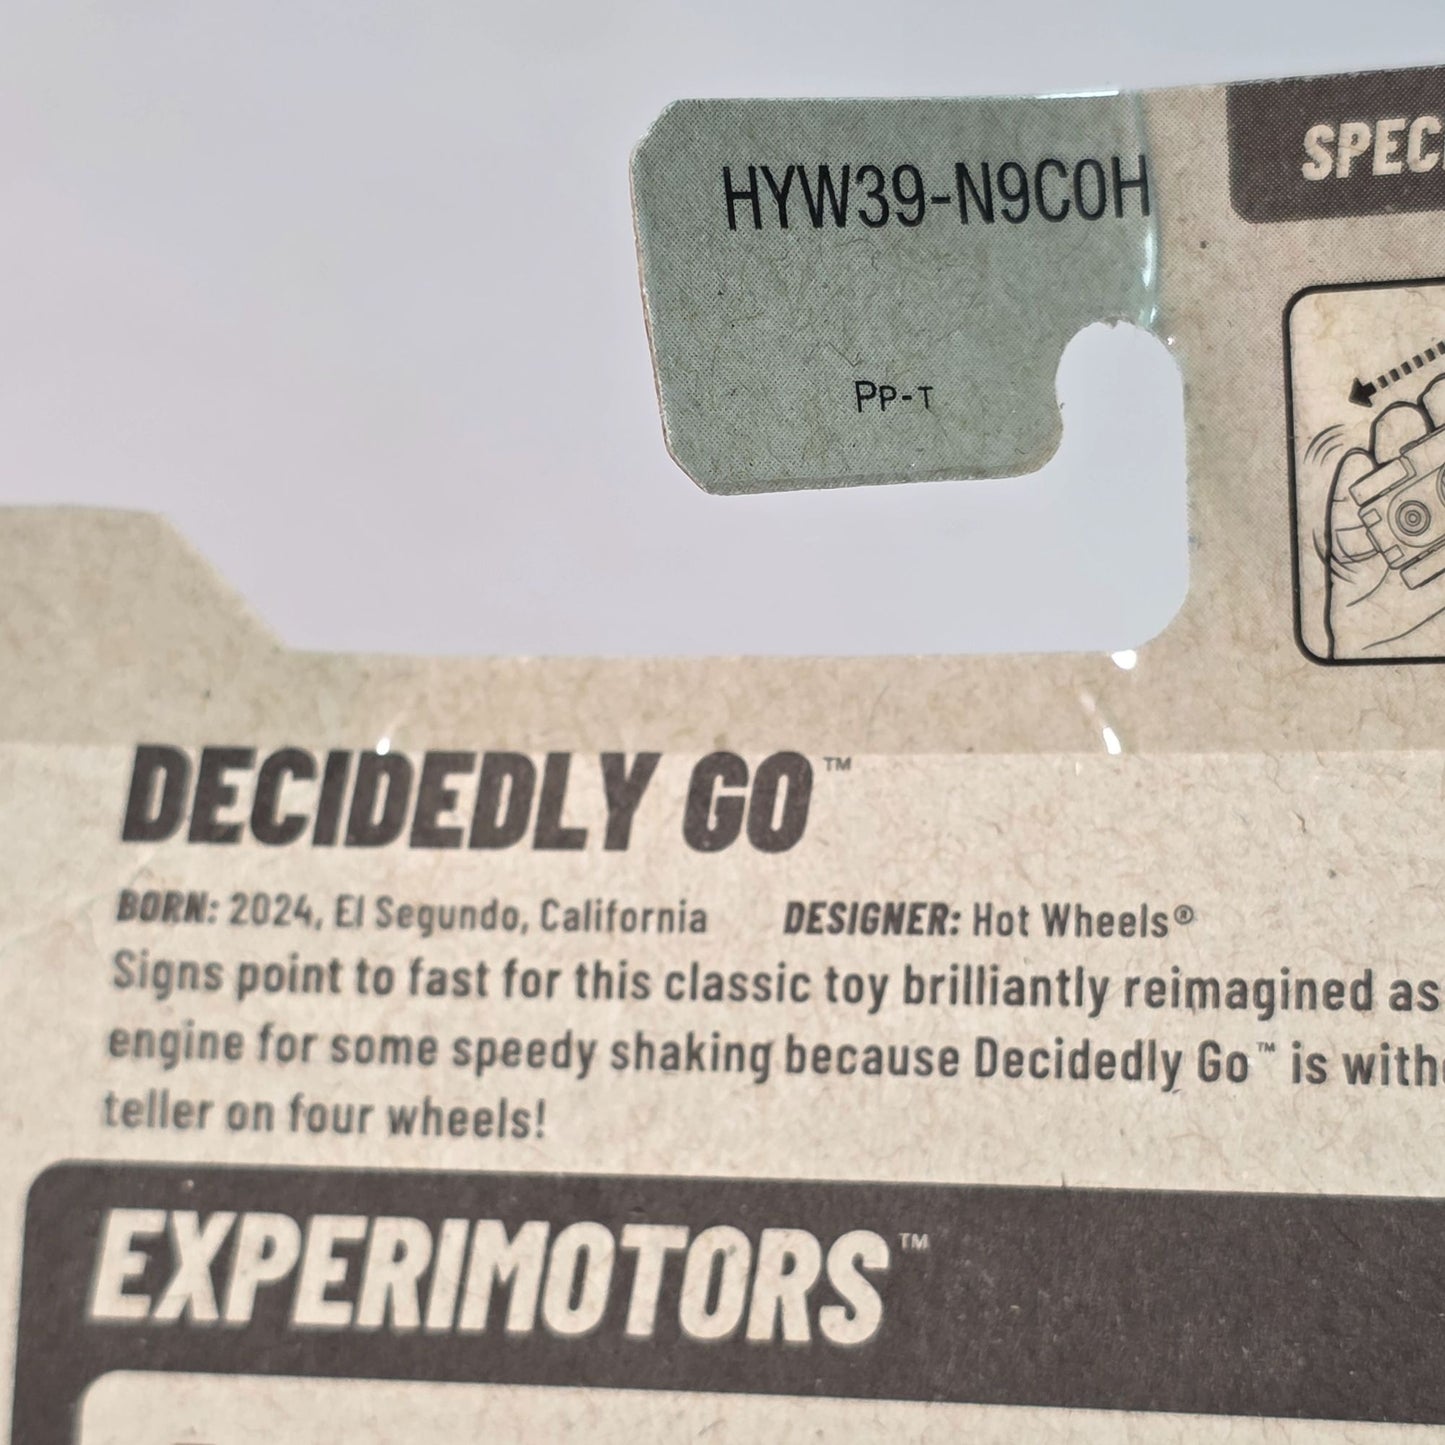 HYW39-N9C0H
PP-T
DECIDEDLY GO™
BORN: 2024, El Segundo, California DESIGNER: Hot Wheels®
Signs point to fast for this classic toy brilliantly reimagined as
engine for some speedy shaking because Decidedly Go™ is
teller on four wheels!
EXPERIMOTORS™